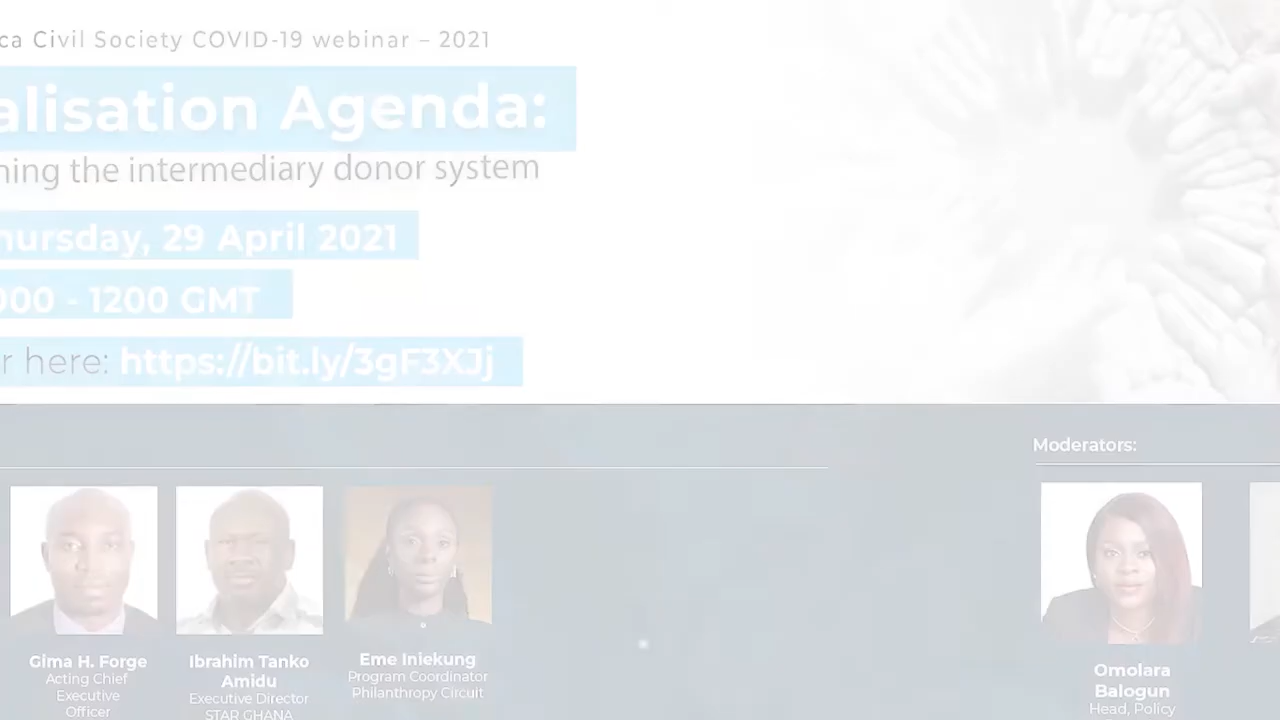 ca Civil Society COVID-19 webinar – 2021
alisation Agenda:
ning the intermediary donor system
hursday, 29 April 2021
000 - 1200 GMT
r here: https://bit.ly/3gF3XJj
Moderators:
Gima H. Forge
Acting Chief
Executive
Officer
Ibrahim Tanko
Amidu
Executive Director
STAR GHANA
Eme Iniekung
Program Coordinator
Philanthropy Circuit
Omolara
Balogun
Head, Policy